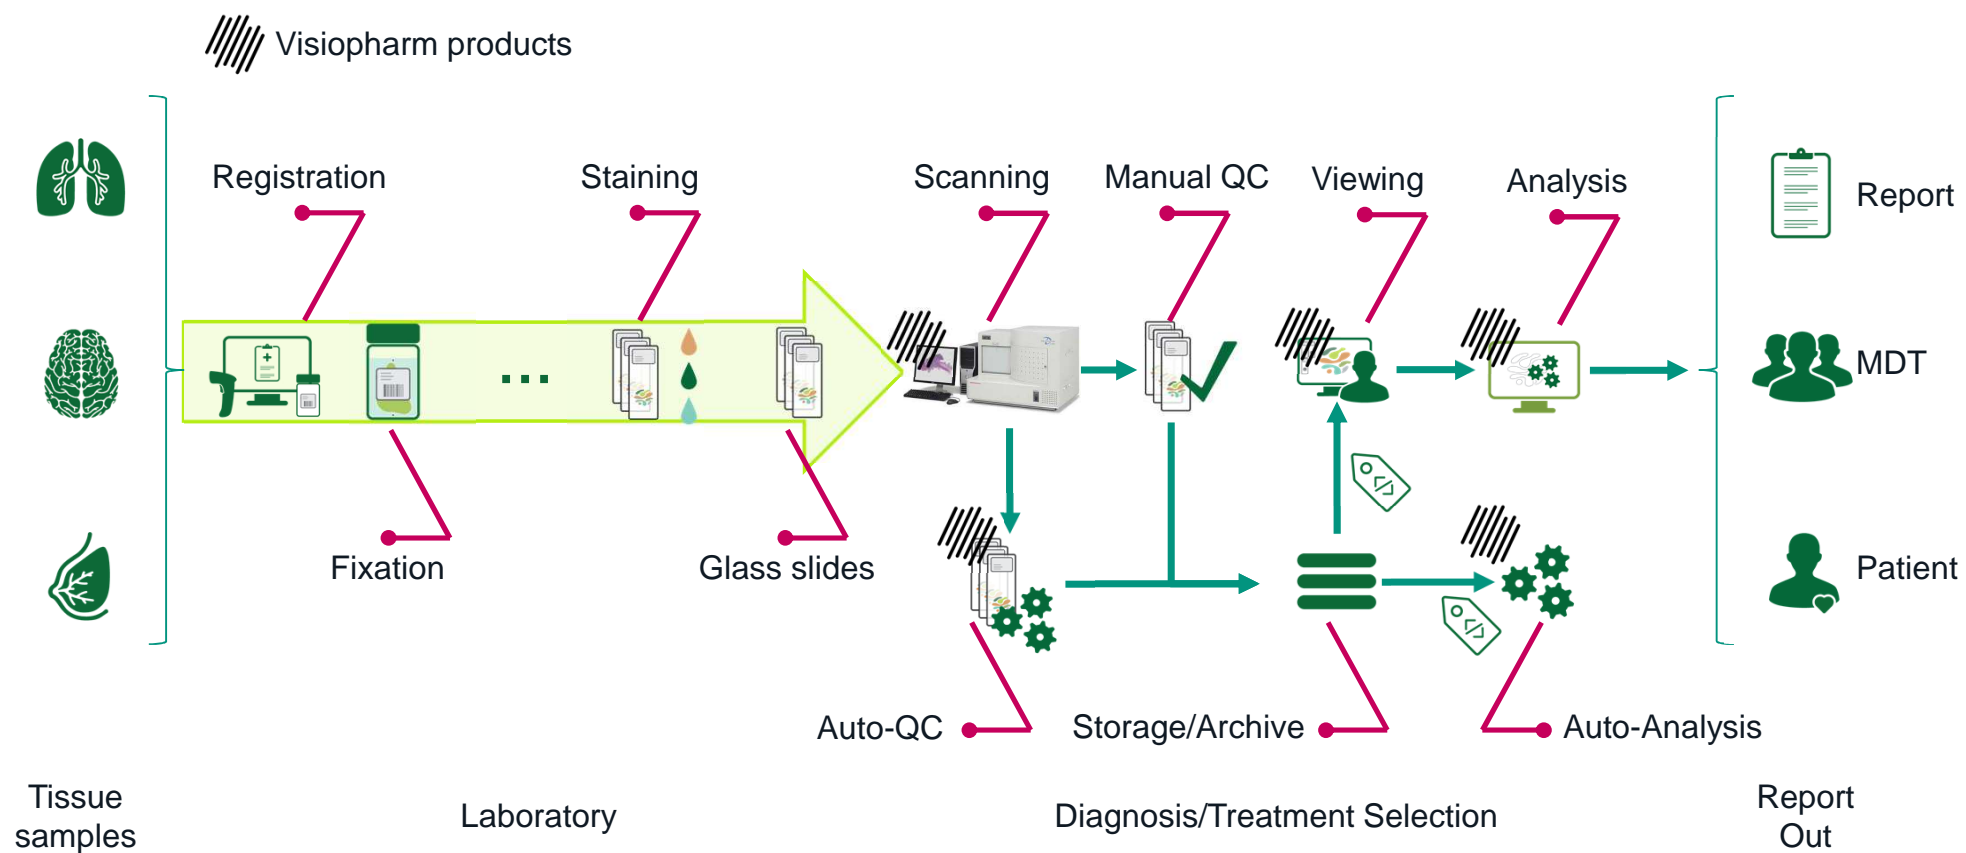 Visiopharm products
Registration
Staining
Scanning
Manual QC
Viewing
Analysis
Report
MDT
Fixation
Glass slides
Patient
Auto-QC
Storage/Archive
Auto-Analysis
Tissue
samples
Laboratory
Diagnosis/Treatment Selection
Report
Out